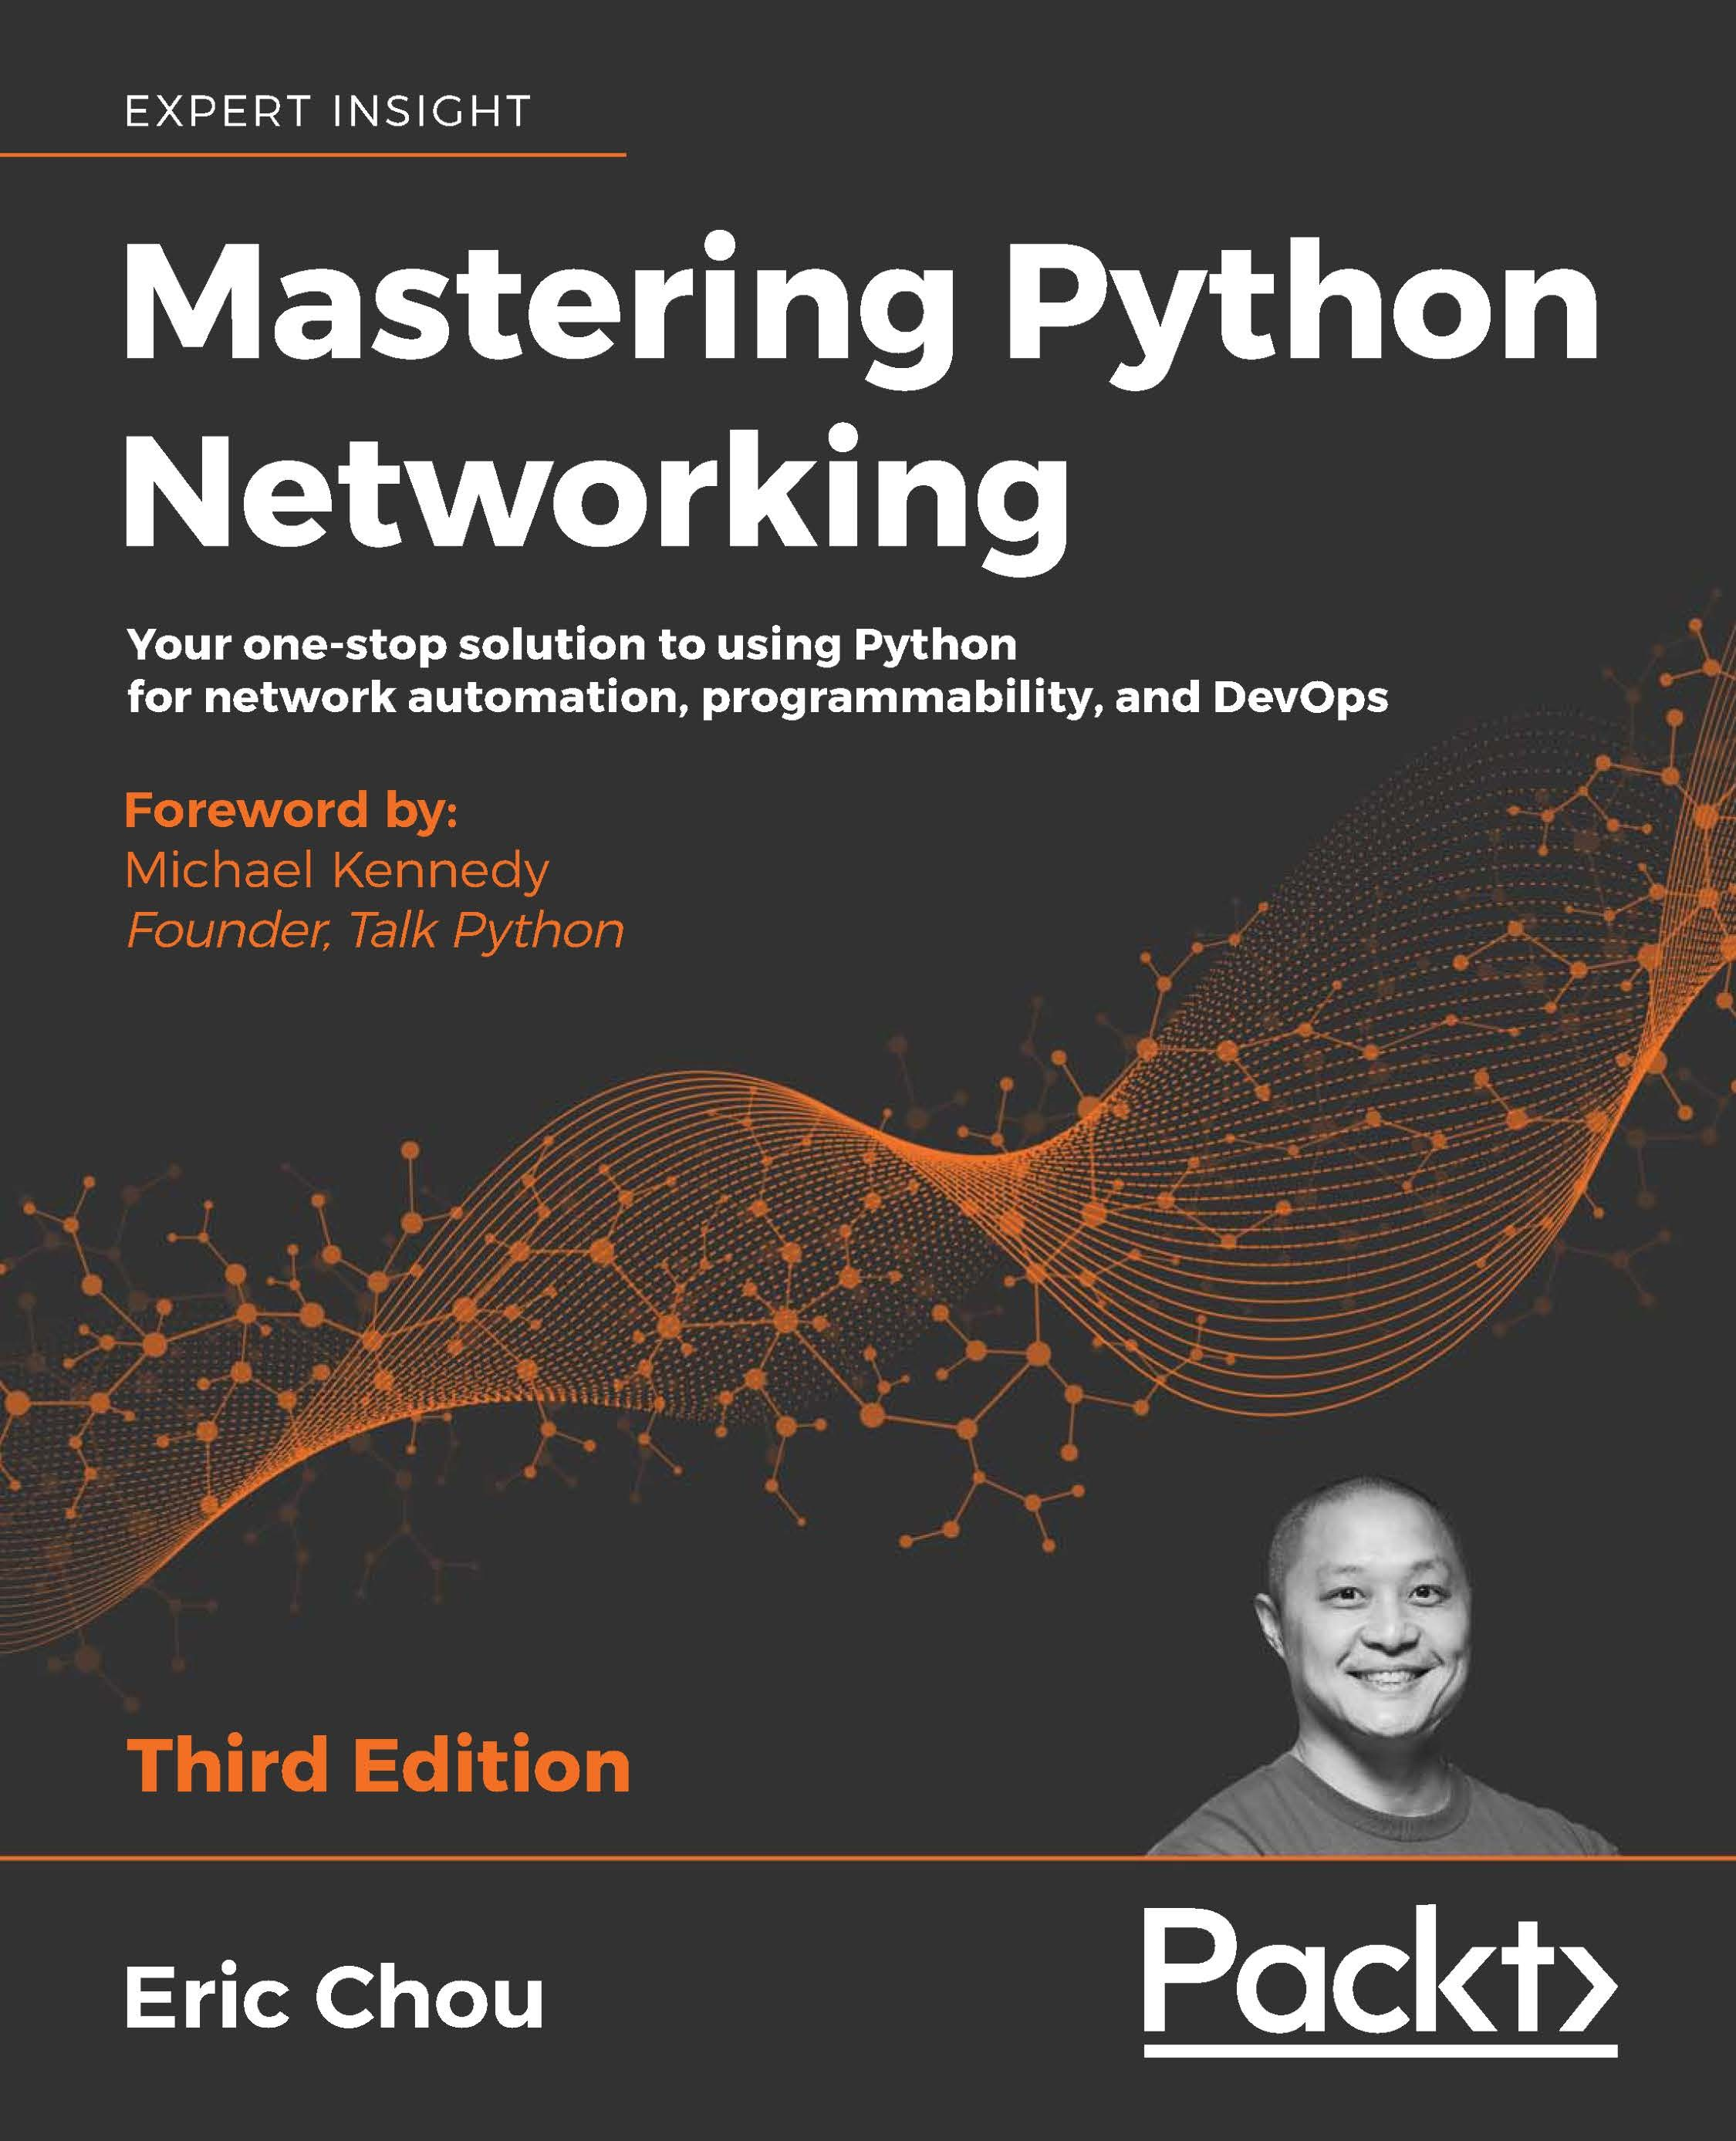 EXPERT INSIGHT
Mastering Python
Networking
Your one-stop solution to using Python
for network automation, programmability, and DevOps
Foreword by:
Michael Kennedy
Founder, Talk Python
Third Edition
Eric Chou
Packt>